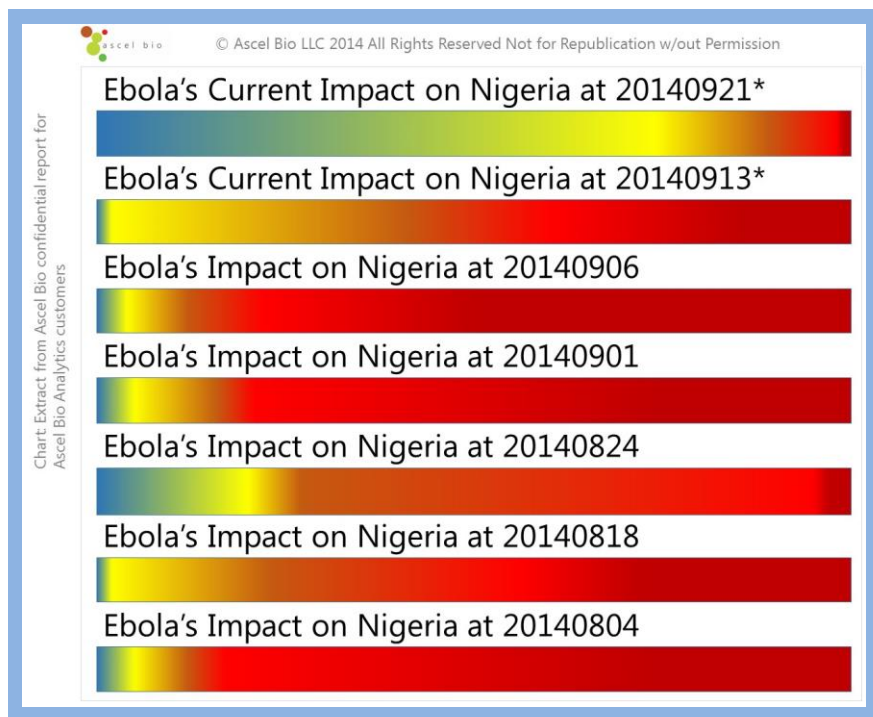 ascel bio
© Ascel Bio LLC 2014 All Rights Reserved Not for Republication w/out Permission
Chart: Extract from Ascel Bio confidential report for
Ascel Bio Analytics customers
Ebola's Current Impact on Nigeria at 20140921*
Ebola's Current Impact on Nigeria at 20140913*
Ebola's Impact on Nigeria at 20140906
Ebola's Impact on Nigeria at 20140901
Ebola's Impact on Nigeria at 20140824
Ebola's Impact on Nigeria at 20140818
Ebola's Impact on Nigeria at 20140804